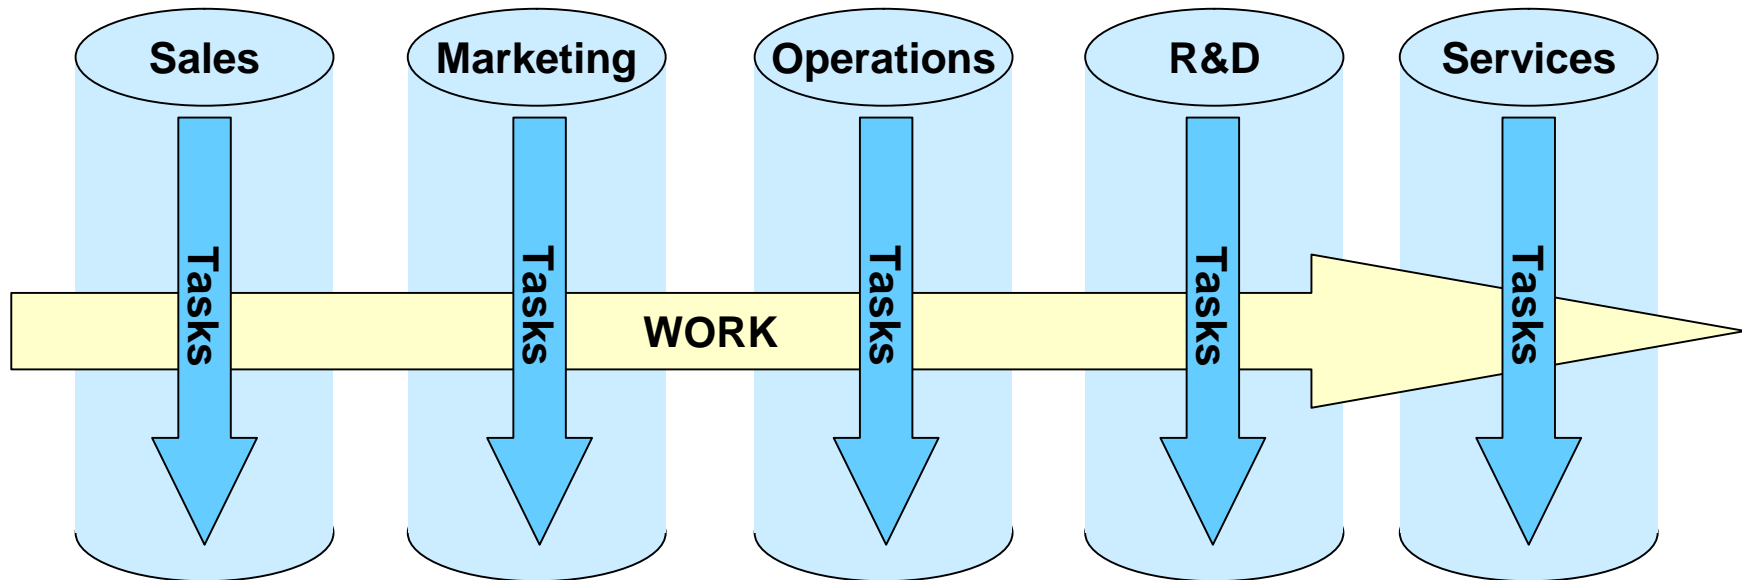 Sales
Marketing
Operations
R&D
Services
Tasks
Tasks
WORK
Tasks
Tasks
Tasks